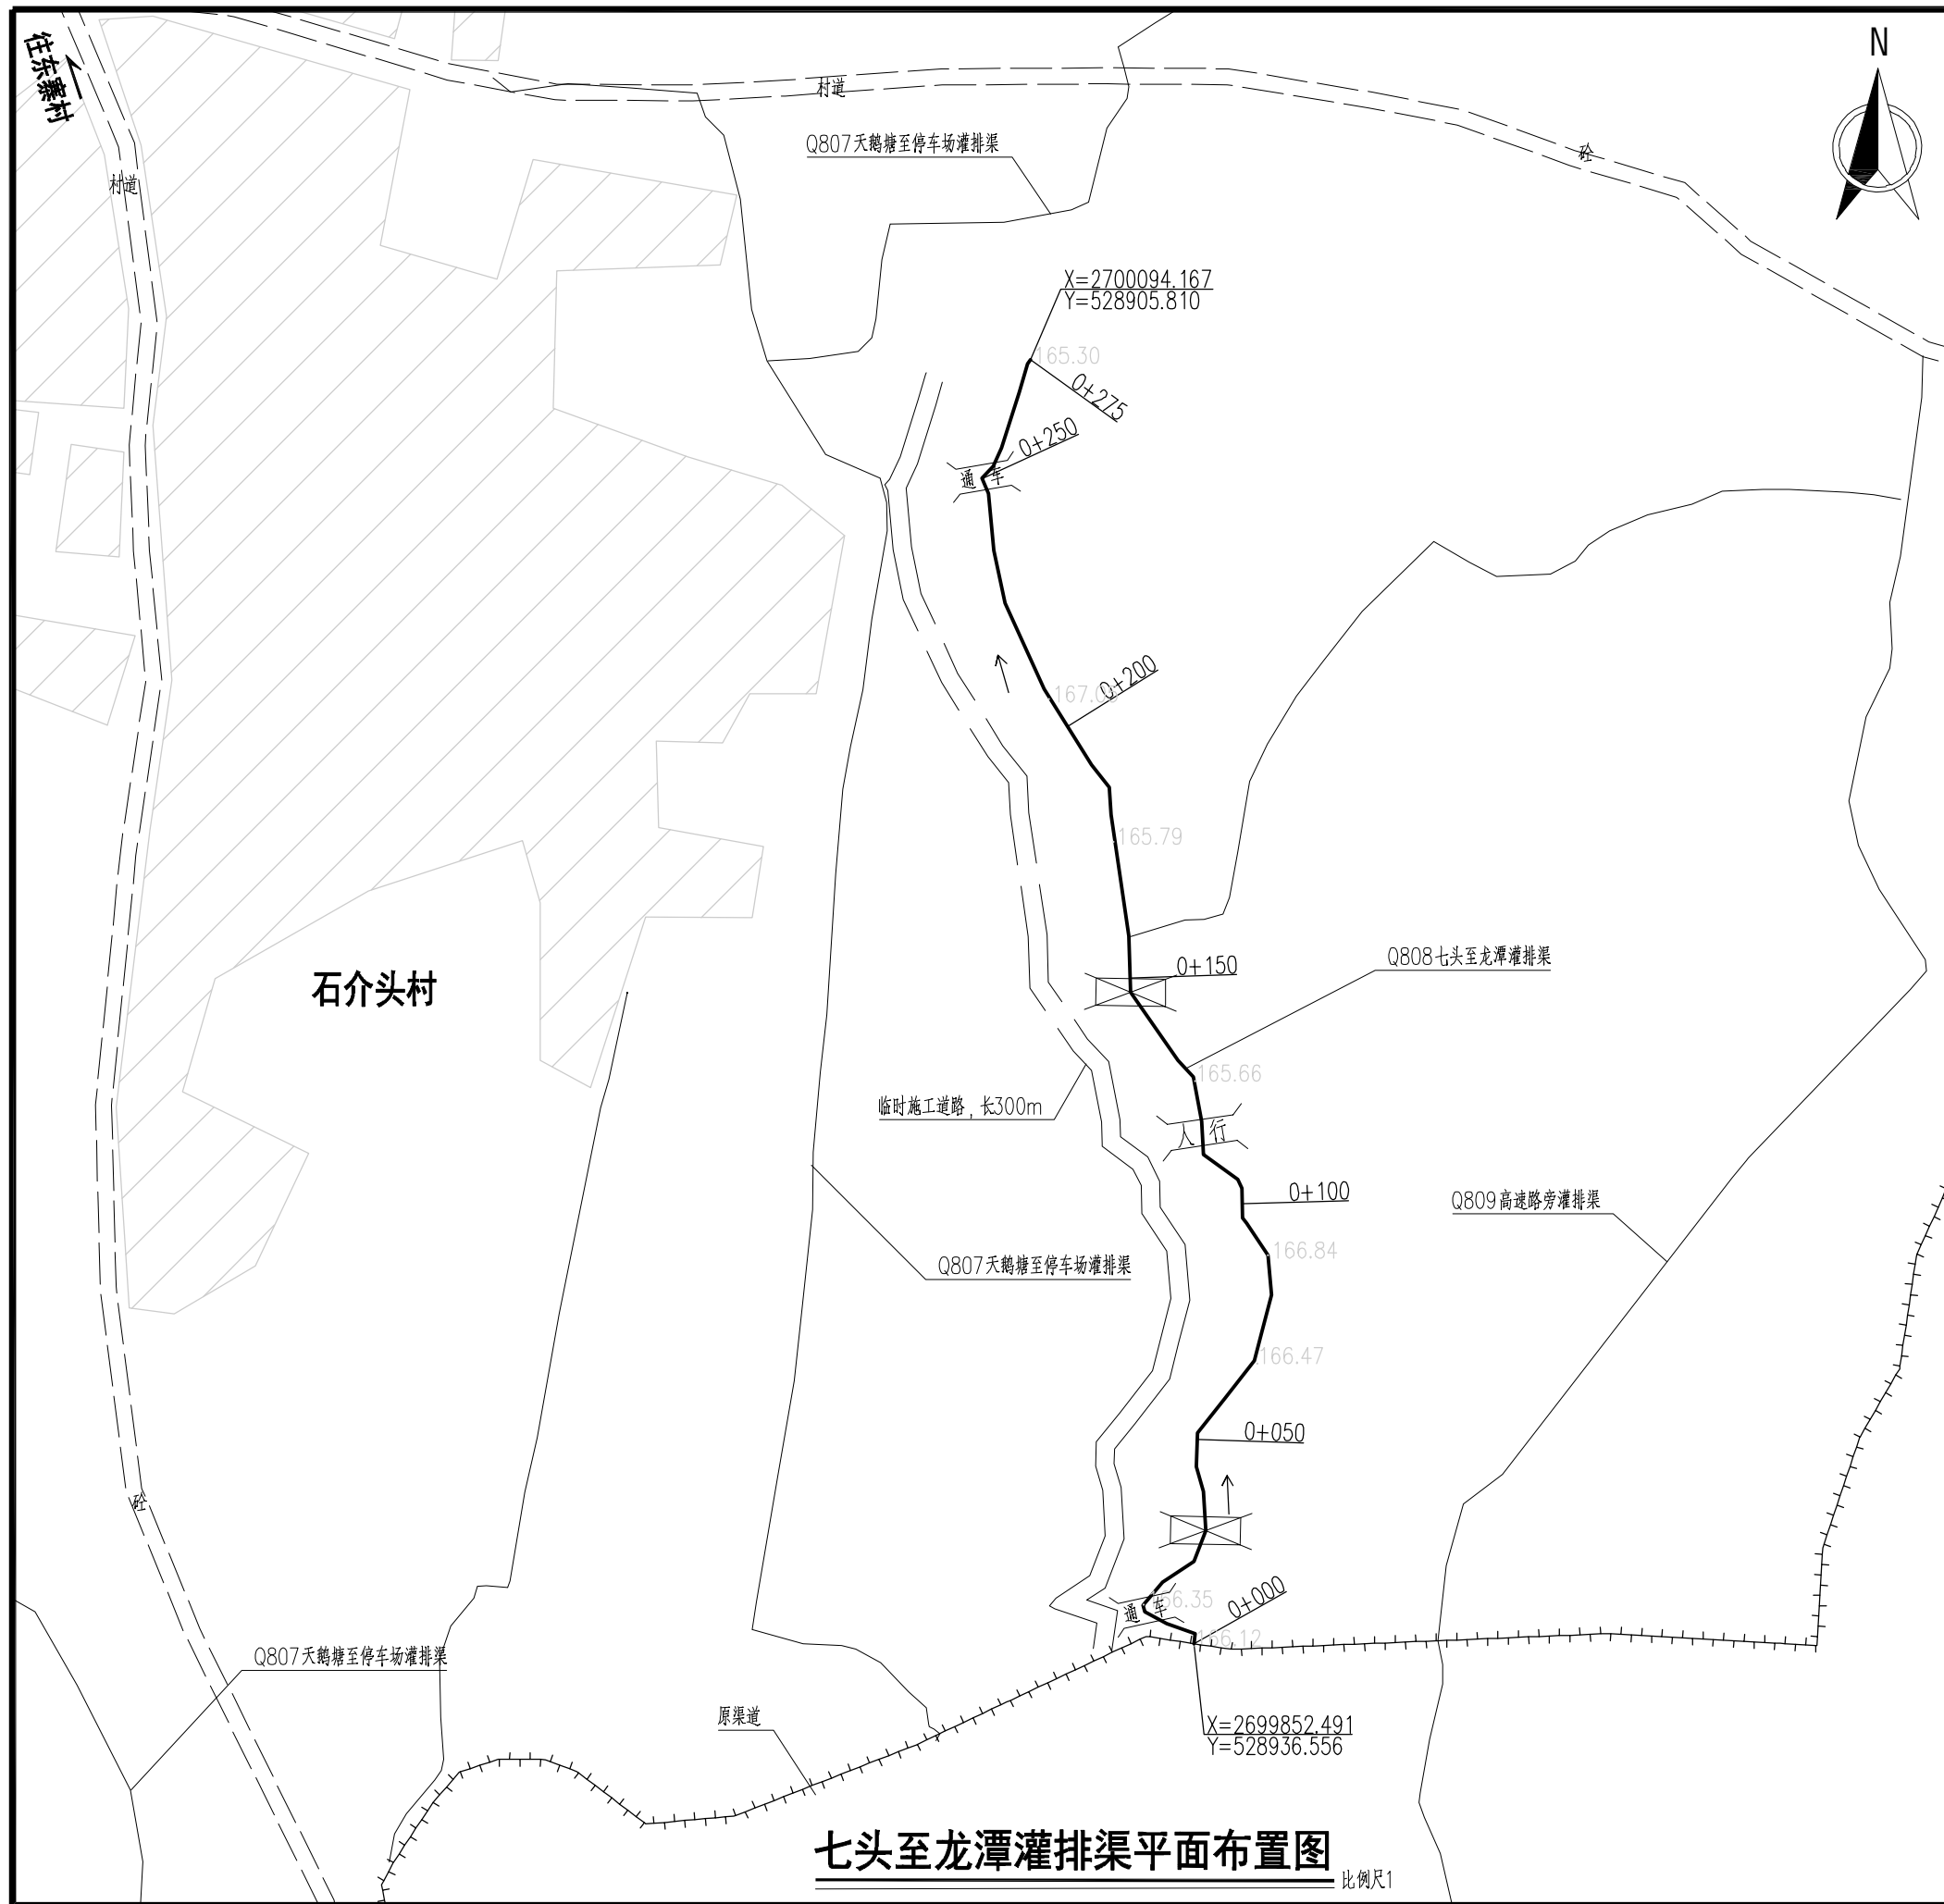 往东寨村
村道
N
村道
砼
Q807天鹅塘至停车场灌排渠
X=2700094.167
Y=528905.810
165.30
0+275
0+250
通 车
0+200
165.79
0+150
Q808七头至龙潭灌排渠
石介头村
165.66
临时施工道路，长300m
人 行
0+100
Q809高速路旁灌排渠
166.84
Q807天鹅塘至停车场灌排渠
166.47
0+050
砼
0+000
通 车
166.12
Q807天鹅塘至停车场灌排渠
原渠道
X=2699852.491
Y=528936.556
七头至龙潭灌排渠平面布置图
比例尺1